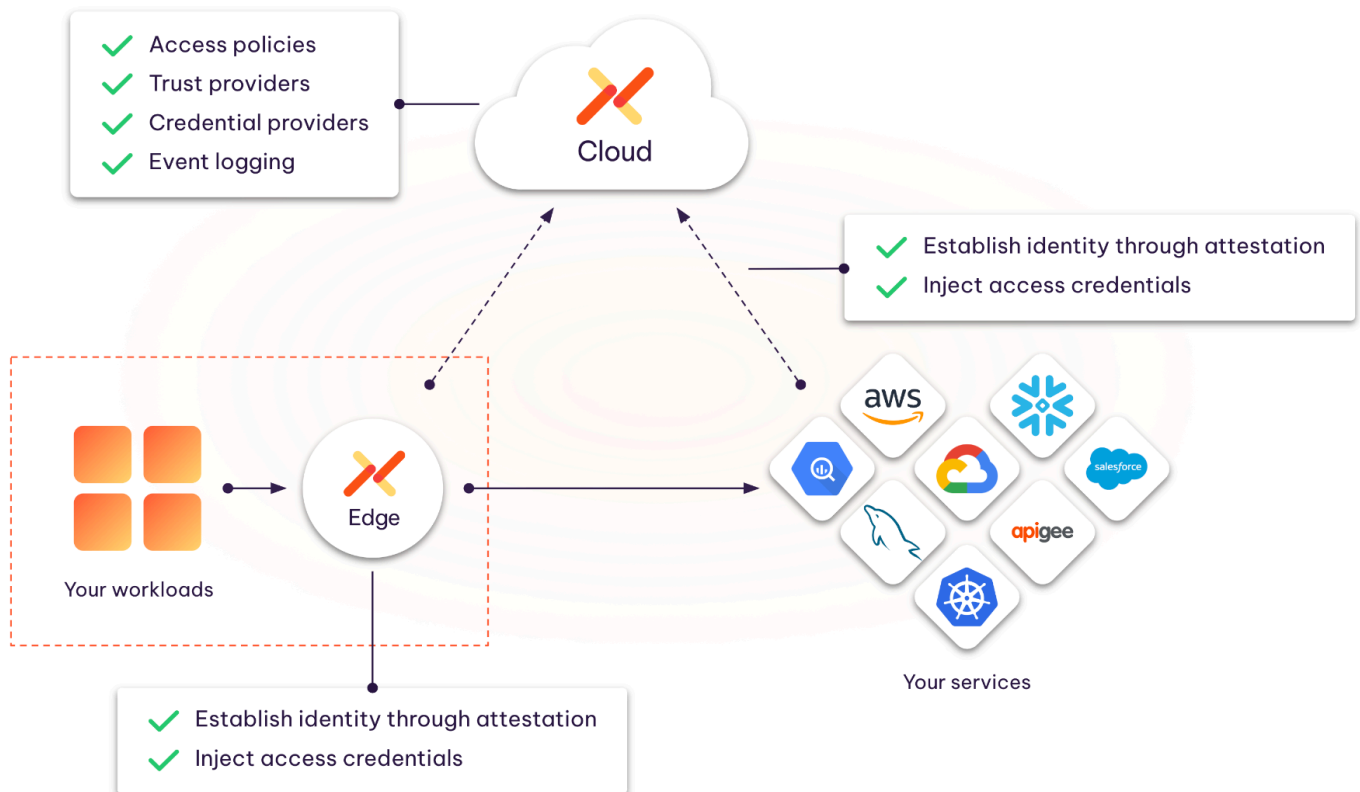 Access policies
Trust providers
Credential providers
Event logging
Cloud
Establish identity through attestation
Inject access credentials
aws
salesforce
apigee
Edge
Your workloads
Your services
Establish identity through attestation
Inject access credentials